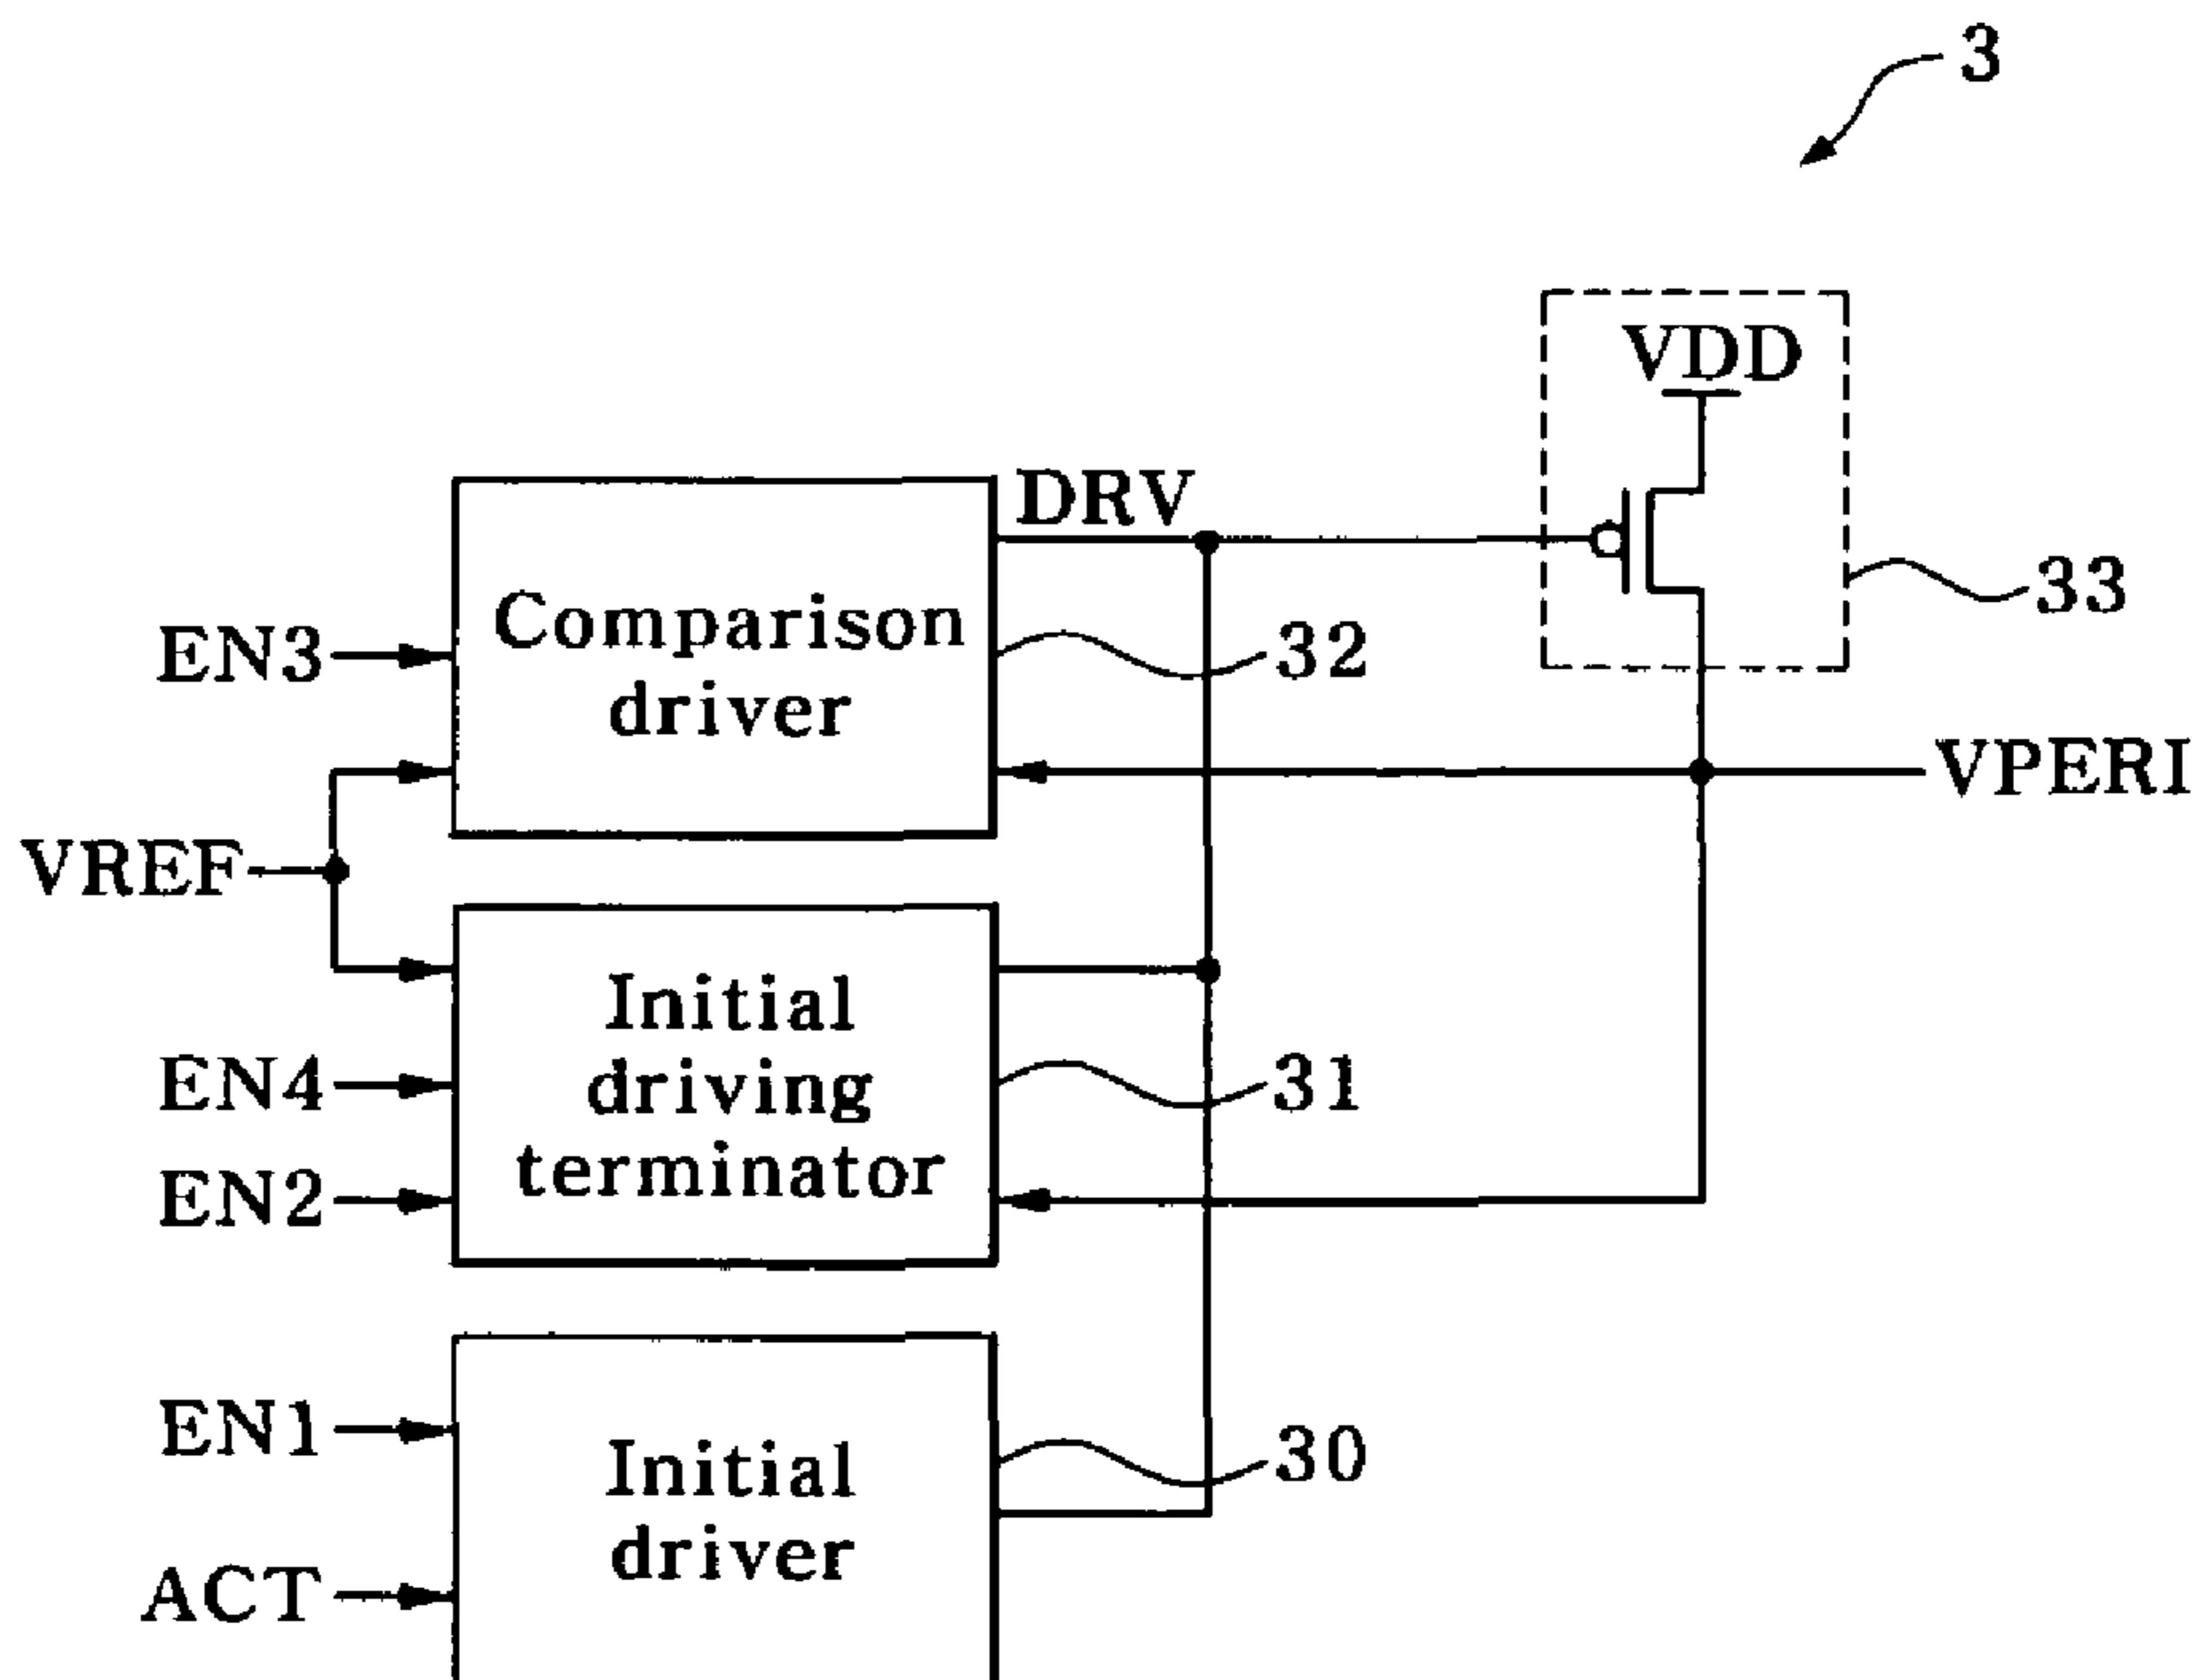 3
VDD
DRV
Comparison
driver
EN3
32
33
VPERI
VREF
Initial
driving
terminator
EN4
31
EN2
EN1
Initial
driver
30
ACT